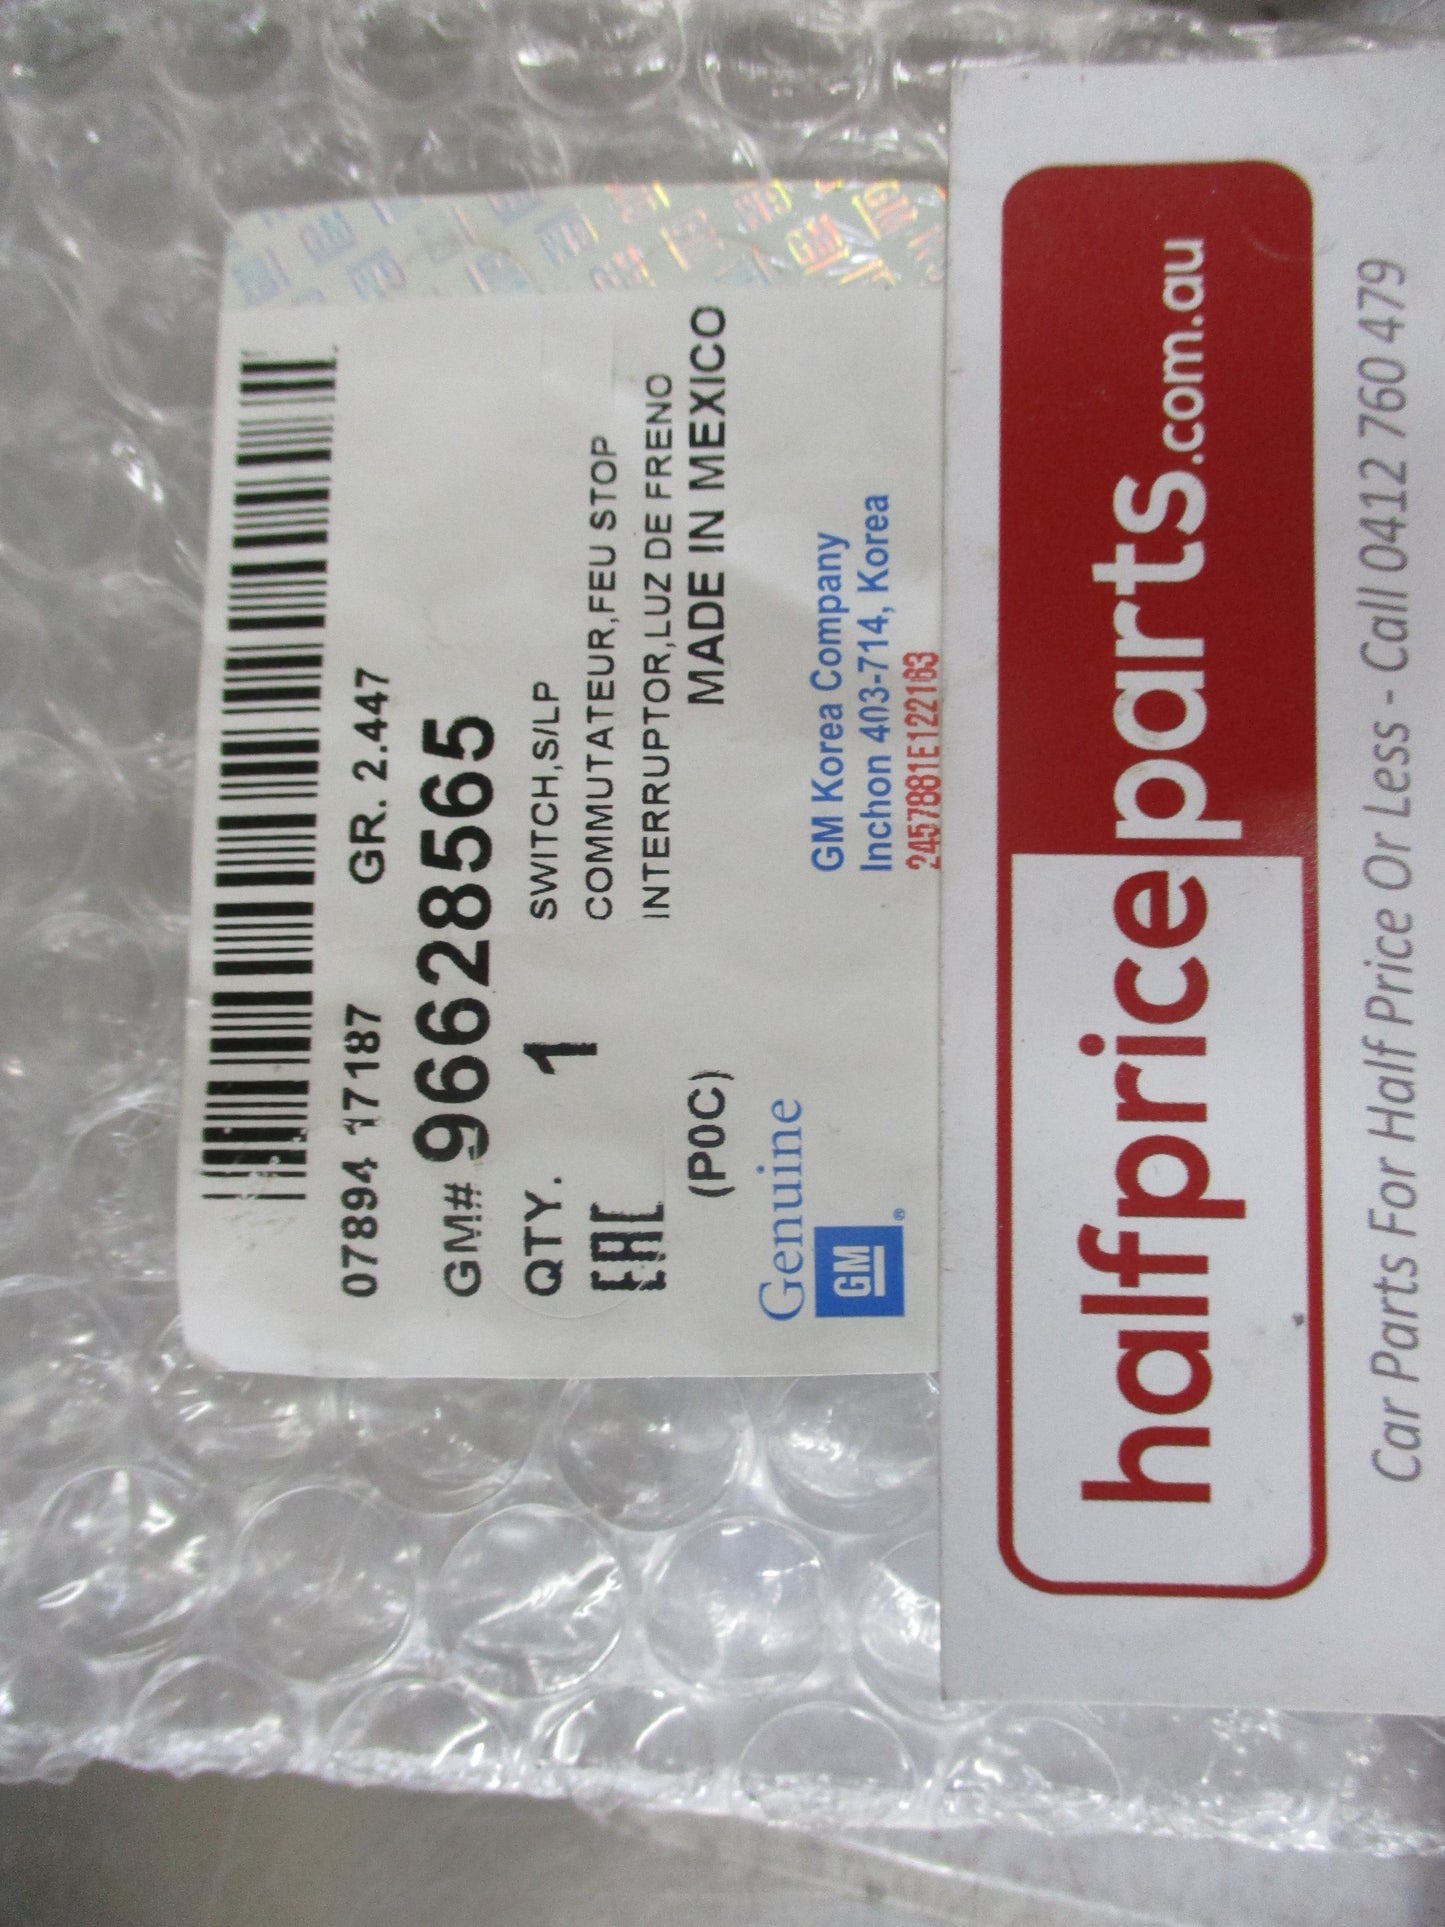 07894 17187 GR. 2.447
GM# 96628565
QTY. 1 SWITCH,S/LP
EAC COMMUTATEUR,FEU STOP
INTERRUPTOR,LUZ DE FRENO
(P0C) MADE IN MEXICO
Genuine
GM®
GM Korea Company
Inchon 403-714, Korea
2457881E122163
halfpriceparts.com.au
Car Parts For Half Price Or Less - Call 0412 760 479